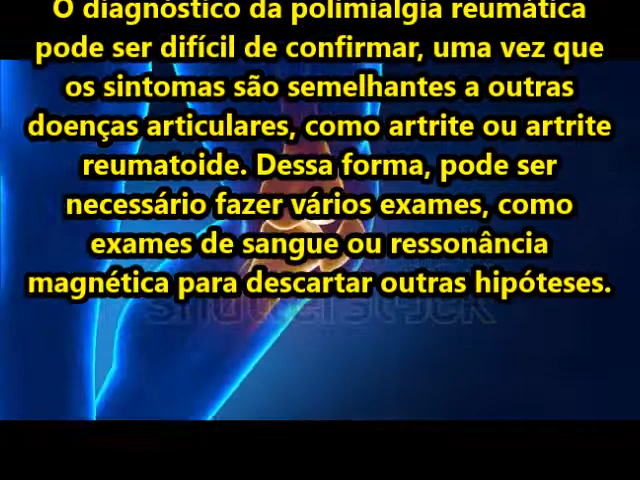 O diagnóstico da polimialgia reumática
pode ser difícil de confirmar, uma vez que
os sintomas são semelhantes a outras
doenças articulares, como artrite ou artrite
reumatoide. Dessa forma, pode ser
necessário fazer vários exames, como
exames de sangue ou ressonância
magnética para descartar outras hipóteses.
shutterstock